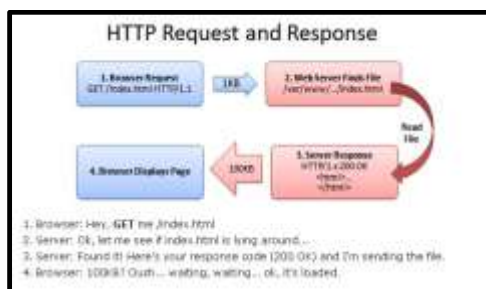 HTTP Request and Response
1. Browser Request
GET /index.html HTTP/1.1
1KB
2. Web Server Finds File
/var/www/.../index.html
Read
File
3. Server Response
HTTP/1.x 200 OK
<html>...
</html>
100KB
4. Browser Displays Page
1. Browser: Hey, GET me /index.html
2. Server: Ok, let me see if index.html is lying around...
3. Server: Found it! Here's your response code (200 OK) and I'm sending the file.
4. Browser: 100KB? Ouch... waiting, waiting... ok, it's loaded.